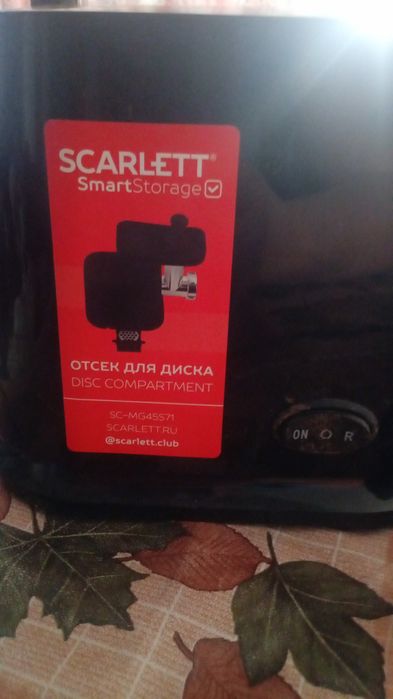 SCARLETT®
SmartStorage
ОТСЕК ДЛЯ ДИСКА
DISC COMPARTMENT
SC-MG45S71
SCARLETT.RU
@scarlett.club
ON O R